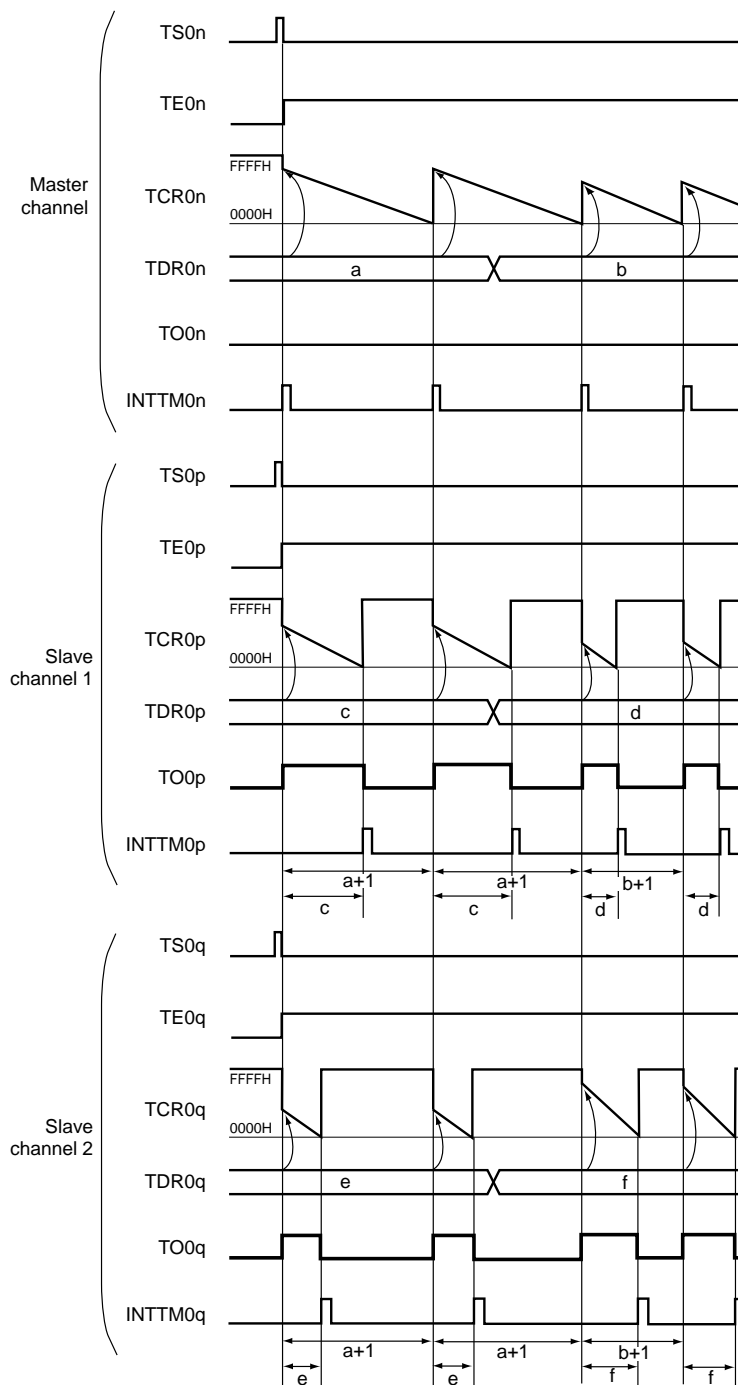 TS0n
TE0n
FFFFH
Master
channel
TCR0n
0000H
TDR0n
a
b
TO0n
INTTM0n
TS0p
TE0p
FFFFH
TCR0p
Slave
channel 1
0000H
TDR0p
c
d
TO0p
INTTM0p
a+1
a+1
b+1
c
c
d
d
TS0q
TE0q
FFFFH
TCR0q
Slave
channel 2
0000H
TDR0q
e
f
TO0q
INTTM0q
a+1
a+1
b+1
e
e
f
f